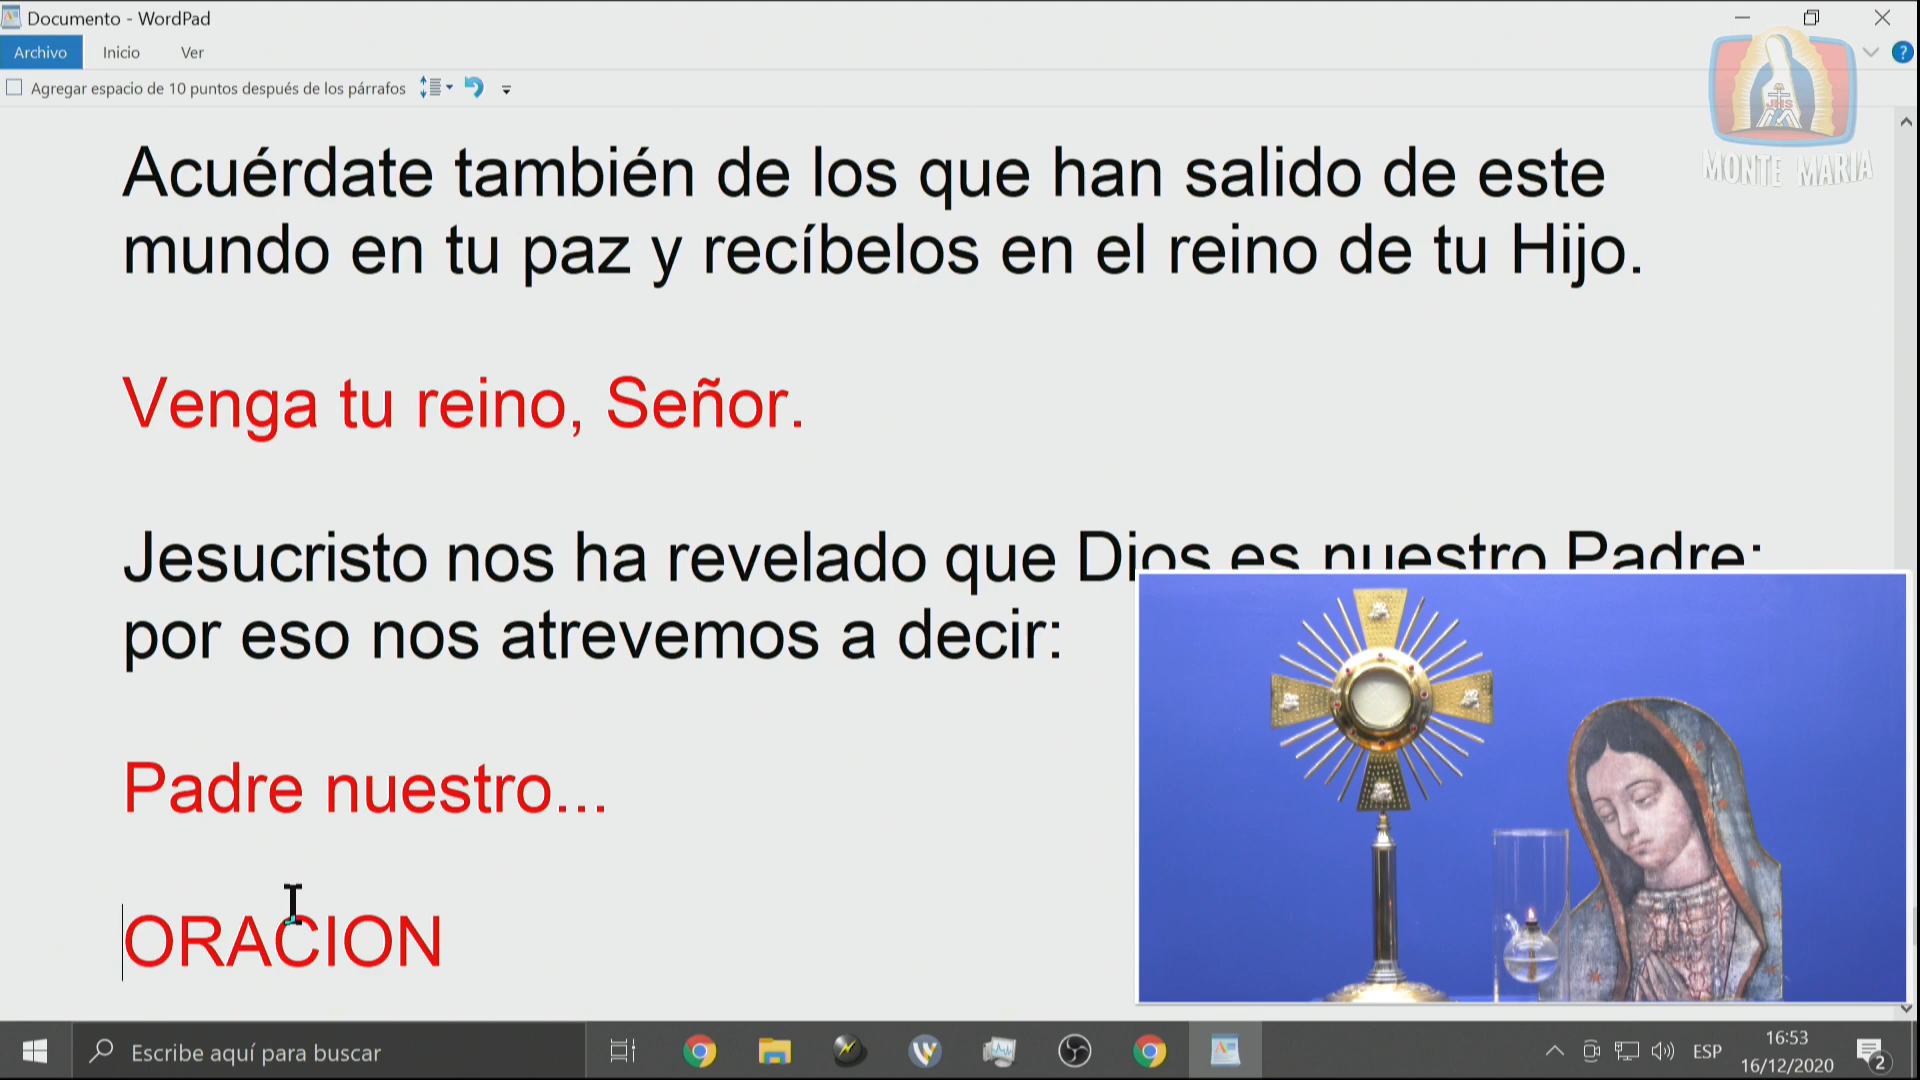 Documento - WordPad
Archivo Inicio Ver
Agregar espacio de 10 puntos después de los párrafos
JHS
MONTE MARIA
Acuérdate también de los que han salido de este
mundo en tu paz y recíbelos en el reino de tu Hijo.
Venga tu reino, Señor.
Jesucristo nos ha revelado que Dios es nuestro Padre;
por eso nos atrevemos a decir:
Padre nuestro...
ORACION
Escribe aquí para buscar
ESP
16:53
16/12/2020
2